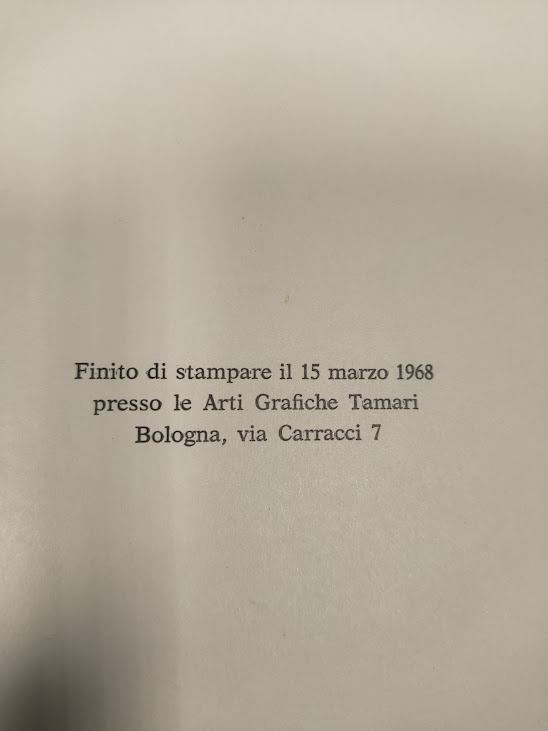 Finito di stampare il 15 marzo 1968
presso le Arti Grafiche Tamari
Bologna, via Carracci 7